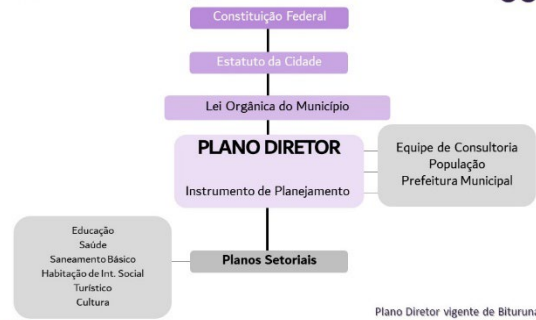 Constituição Federal
Estatuto da Cidade
Lei Orgânica do Município
PLANO DIRETOR
Instrumento de Planejamento
Equipe de Consultoria
População
Prefeitura Municipal
Educação
Saúde
Saneamento Básico
Habitação de Int. Social
Turístico
Cultura
Planos Setoriais
Plano Diretor vigente de Bituruna